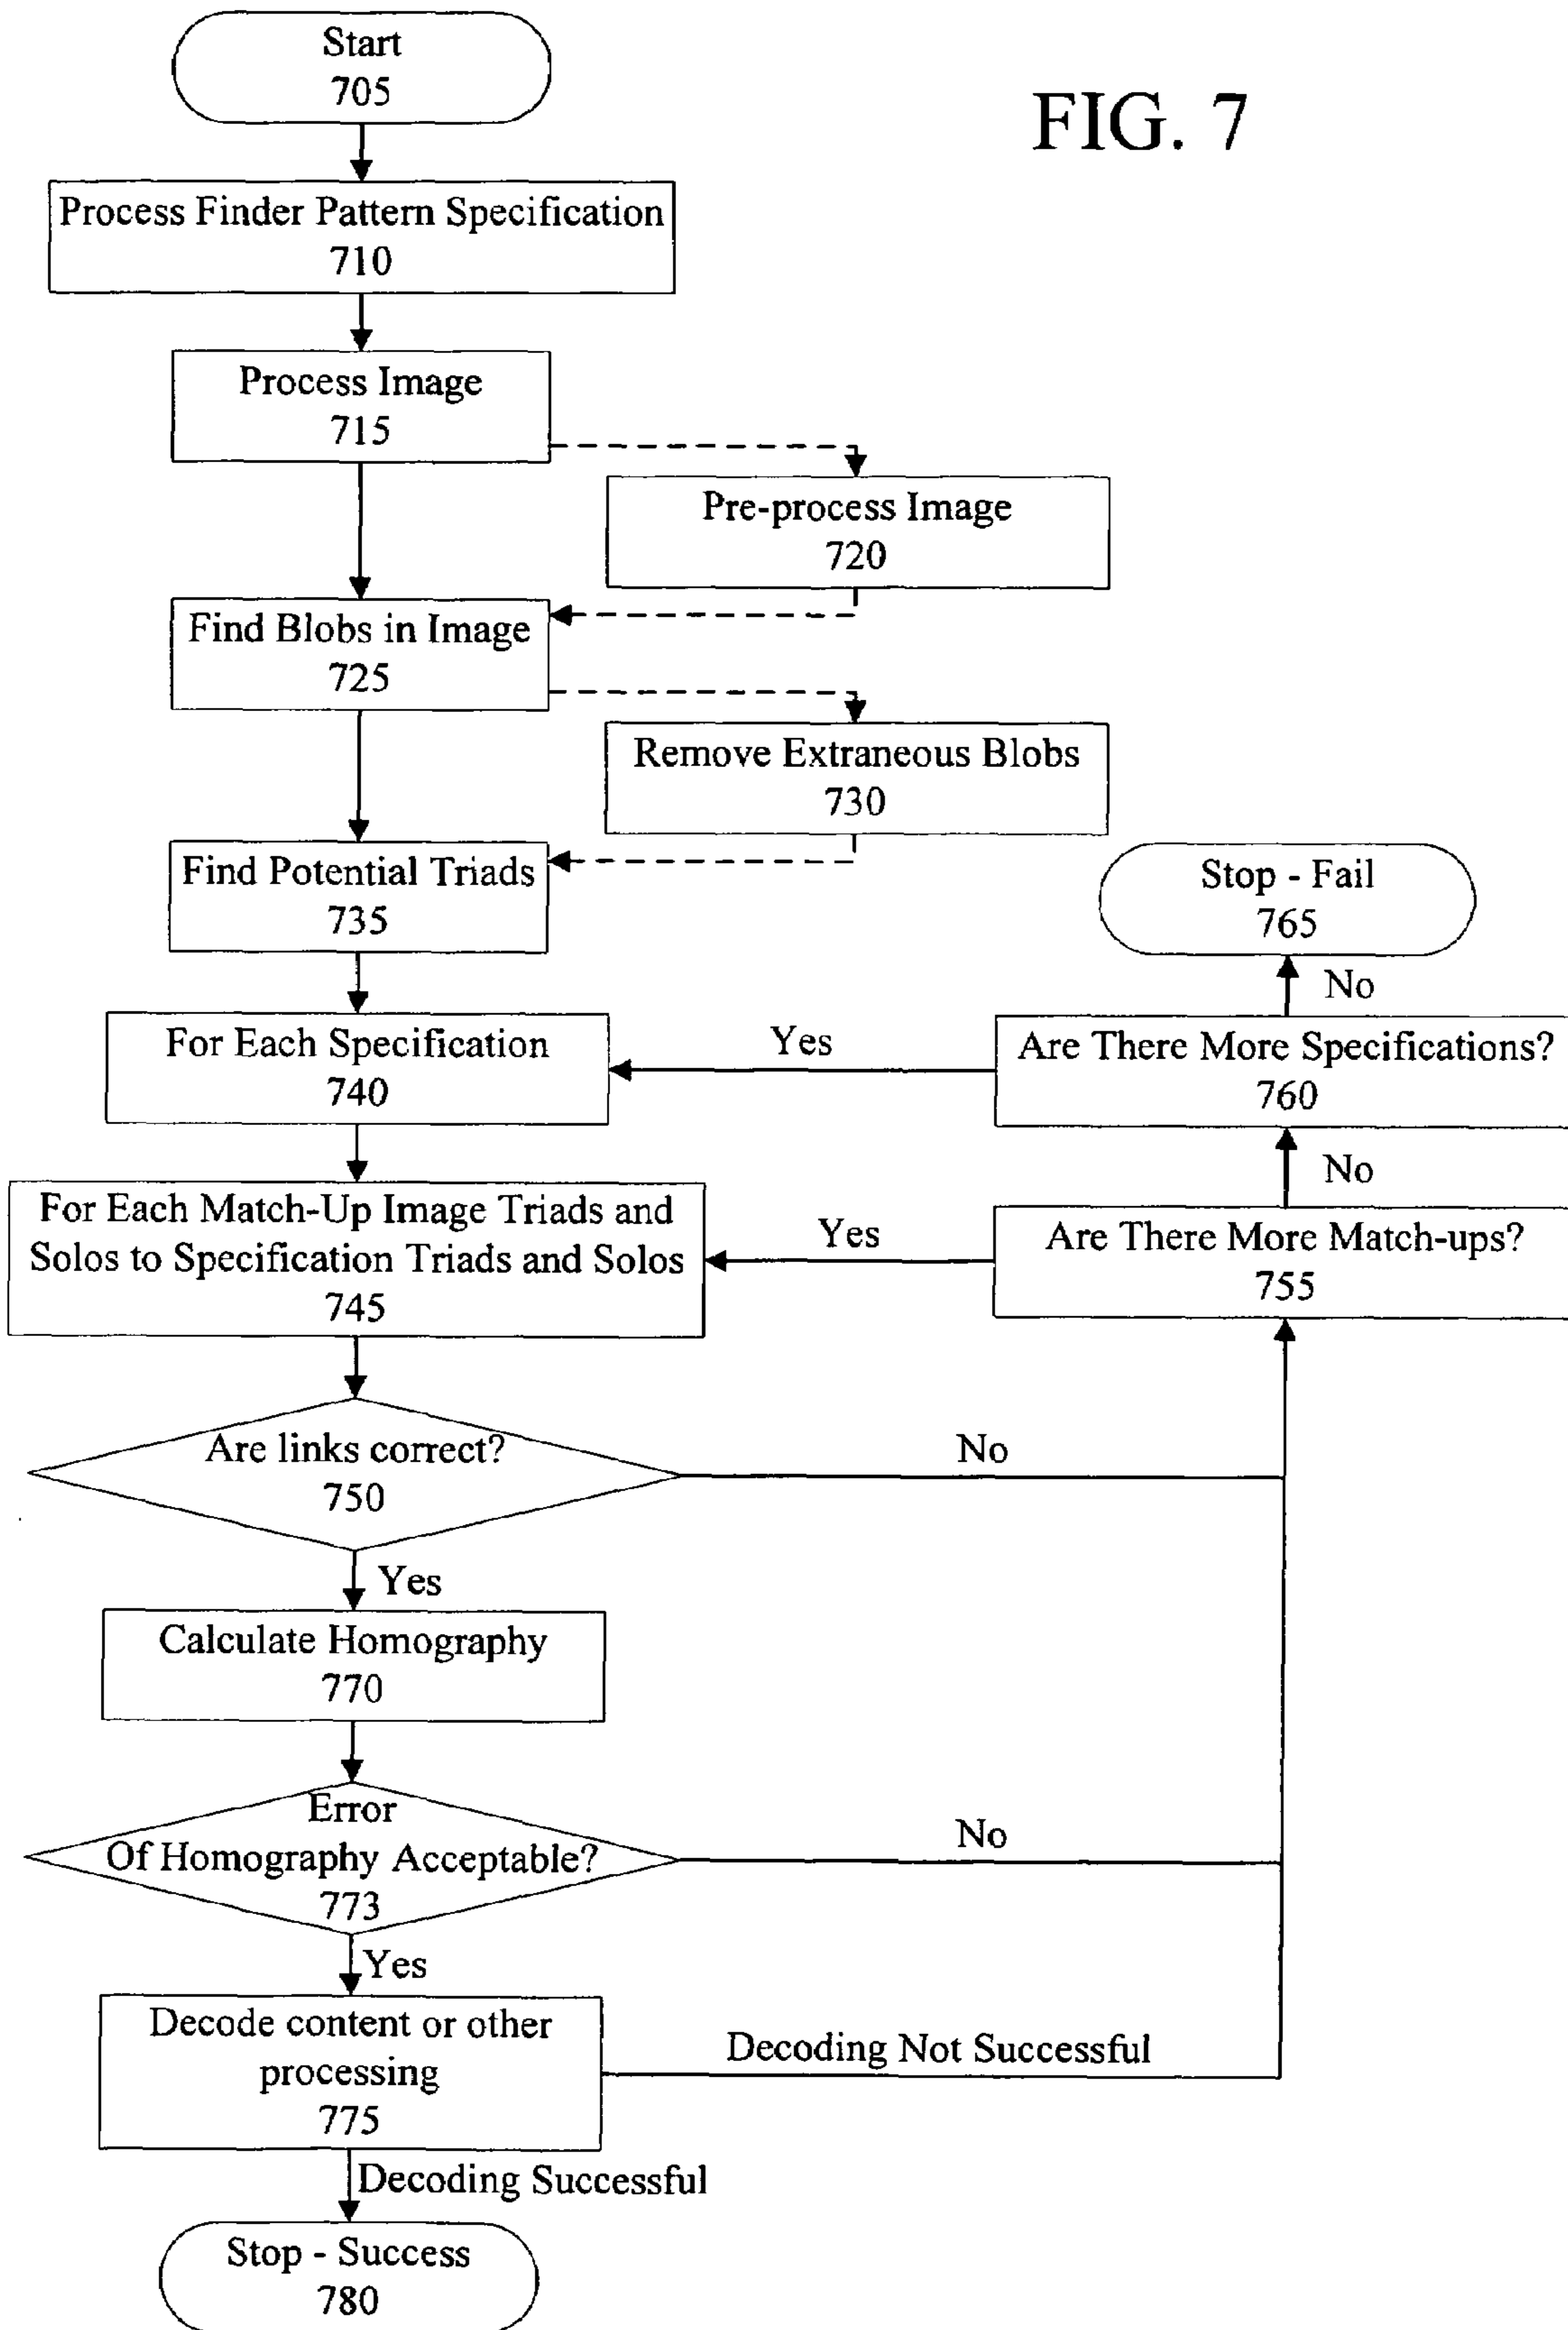 Start
705
FIG. 7
Process Finder Pattern Specification
710
Process Image
715
Pre-process Image
720
Find Blobs in Image
725
Remove Extraneous Blobs
730
Find Potential Triads
735
Stop - Fail
765
No
For Each Specification
740
Yes
Are There More Specifications?
760
No
For Each Match-Up Image Triads and
Solos to Specification Triads and Solos
745
Yes
Are There More Match-ups?
755
Are links correct?
750
No
Yes
Calculate Homography
770
Error
Of Homography Acceptable?
773
No
Yes
Decode content or other
processing
775
Decoding Not Successful
Decoding Successful
Stop - Success
780